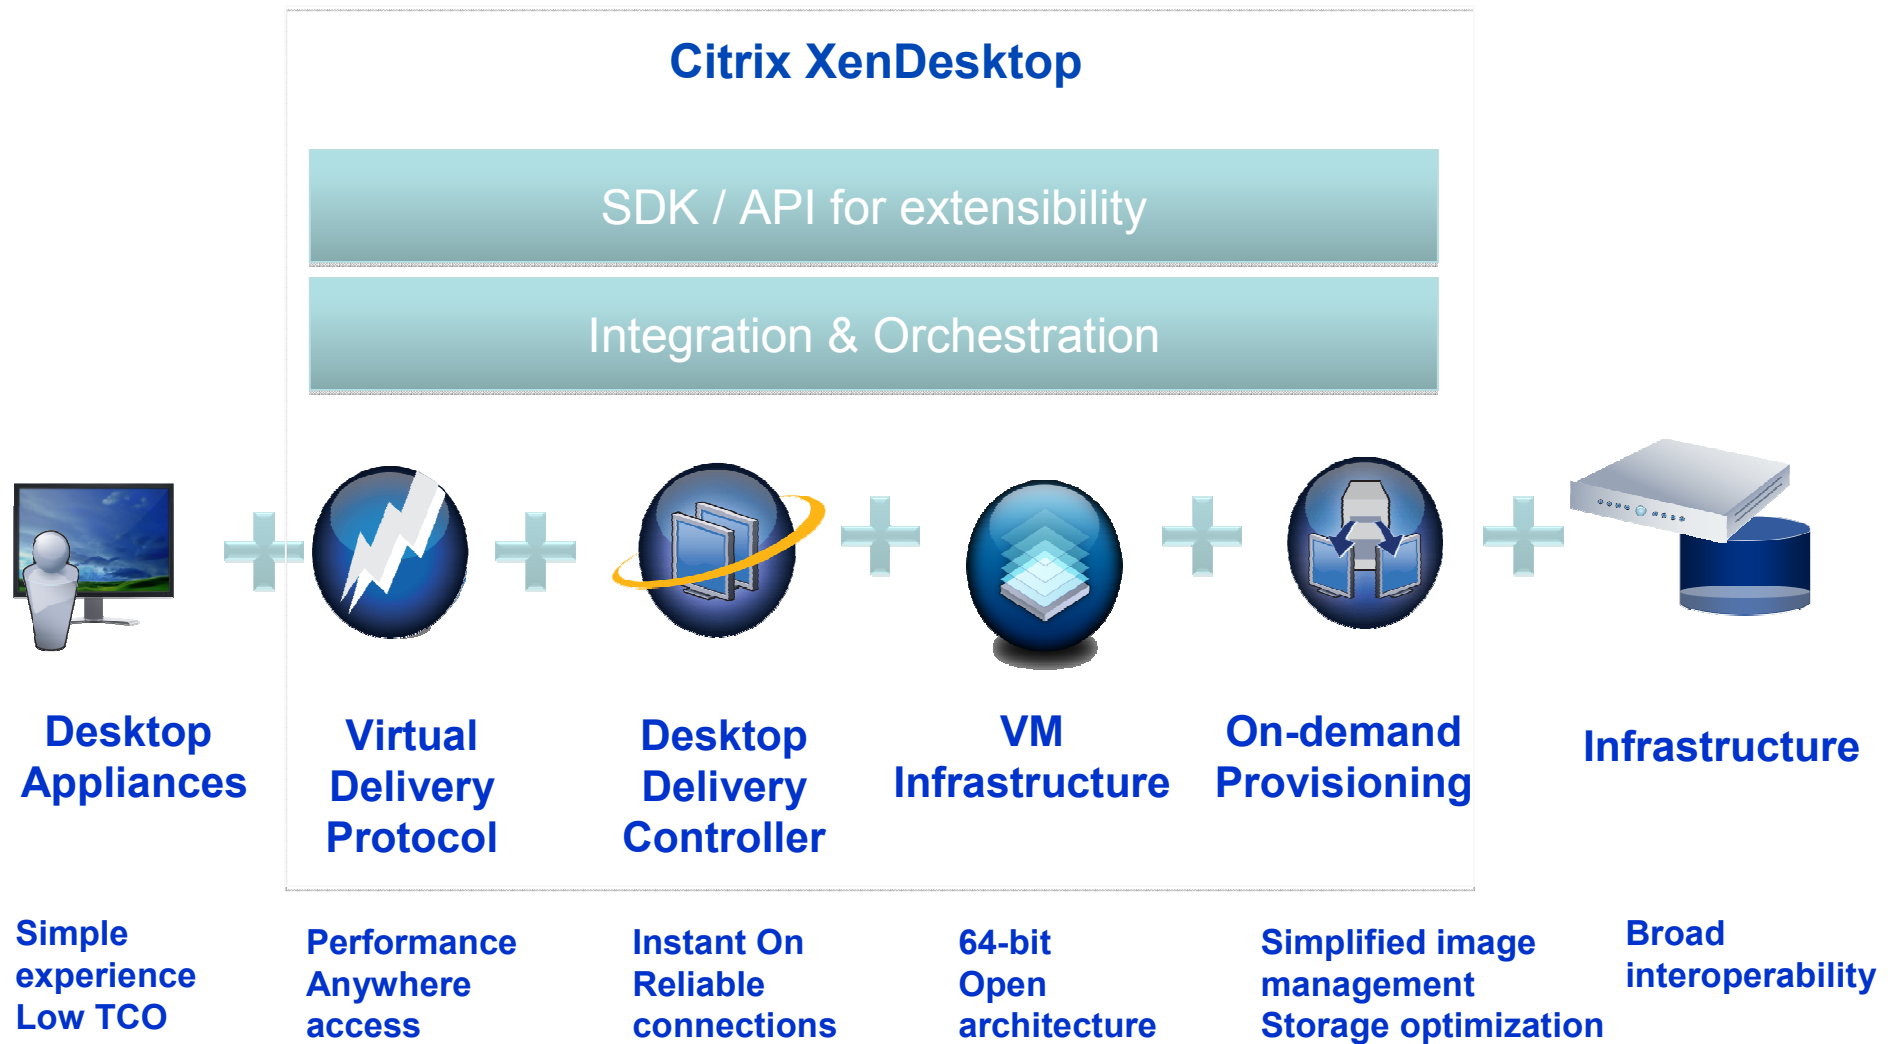 Citrix XenDesktop
SDK / API for extensibility
Integration & Orchestration
Desktop
Appliances
Virtual
Delivery
Protocol
Desktop
Delivery
Controller
VM
Infrastructure
On-demand
Provisioning
Infrastructure
Simple
experience
Low TCO
Performance
Anywhere
access
Instant On
Reliable
connections
64-bit
Open
architecture
Simplified image
management
Storage optimization
Broad
interoperability